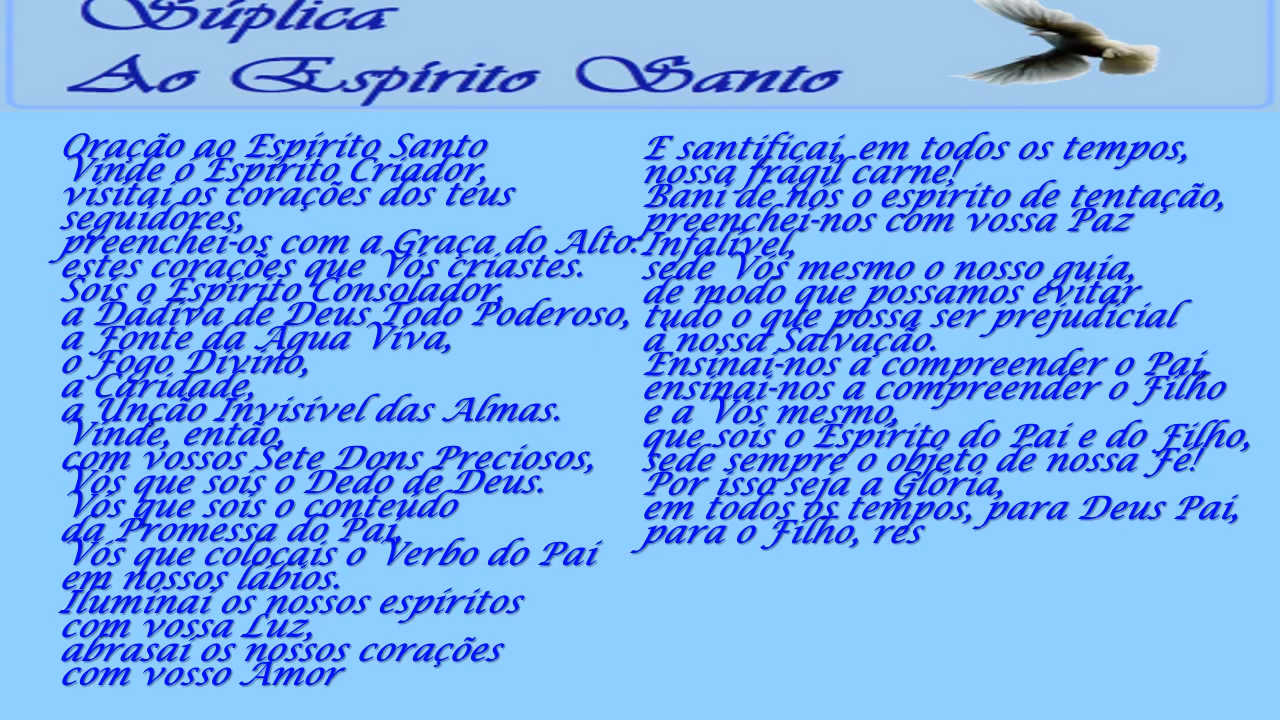 Súplica
Ao Espírito Santo
Oração ao Espírito Santo
Vinde ó Espírito Criador,
visitai os corações dos teus
seguidores,
preenchei-os com a Graça do Alto:
estes corações que Vós criastes.
Sois o Espírito Consolador,
a Dádiva de Deus Todo Poderoso,
a Fonte da Água Viva,
o Fogo Divino,
a Caridade,
a Unção Invisível das Almas.
Vinde, então,
com vossos Sete Dons Preciosos,
Vós que sois o Dedo de Deus.
Vós que sois o conteúdo
da Promessa do Pai,
Vós que colocais o Verbo do Pai
em nossos lábios.
Iluminai os nossos espíritos
com vossa Luz,
abrasai os nossos corações
com vosso Amor
E santificai, em todos os tempos,
nossa frágil carne!
Bani de nós o espírito de tentação,
preenchei-nos com vossa Paz
Infalível,
sede Vós mesmo o nosso guia,
de modo que possamos evitar
tudo o que possa ser prejudicial
à nossa Salvação.
Ensinai-nos a compreender o Pai,
ensinai-nos a compreender o Filho
e a Vós mesmo,
que sois o Espírito do Pai e do Filho,
sede sempre o objeto de nossa Fé!
Por isso seja a Glória,
em todos os tempos, para Deus Pai,
para o Filho, res